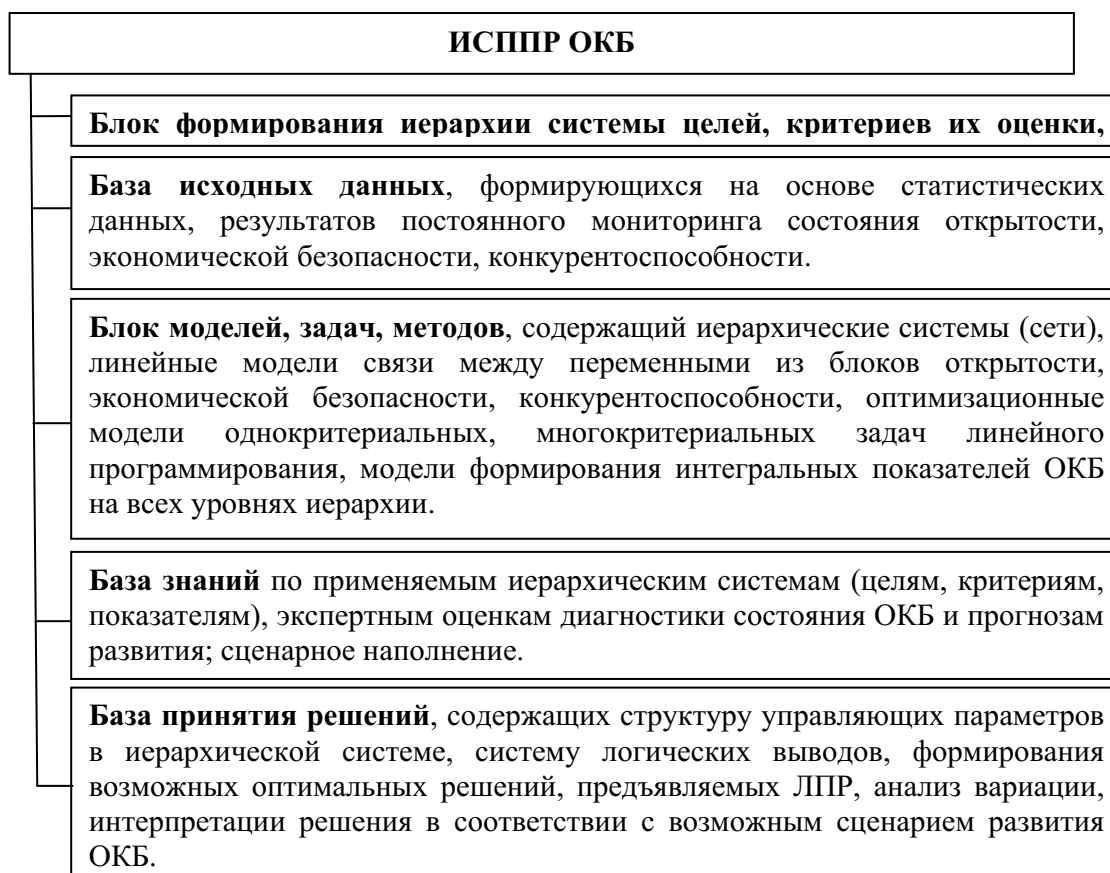 ИСППР ОКБ
Блок формирования иерархии системы целей, критериев их оценки,
База исходных данных, формирующихся на основе статистических
данных, результатов постоянного мониторинга состояния открытости,
экономической безопасности, конкурентоспособности.
Блок моделей, задач, методов, содержащий иерархические системы (сети),
линейные модели связи между переменными из блоков открытости,
экономической безопасности, конкурентоспособности, оптимизационные
модели однокритериальных, многокритериальных задач линейного
программирования, модели формирования интегральных показателей ОКБ
на всех уровнях иерархии.
База знаний по применяемым иерархическим системам (целям, критериям,
показателям), экспертным оценкам диагностики состояния ОКБ и прогнозам
развития; сценарное наполнение.
База принятия решений, содержащих структуру управляющих параметров
в иерархической системе, систему логических выводов, формирования
возможных оптимальных решений, предъявляемых ЛПР, анализ вариации,
интерпретации решения в соответствии с возможным сценарием развития
ОКБ.